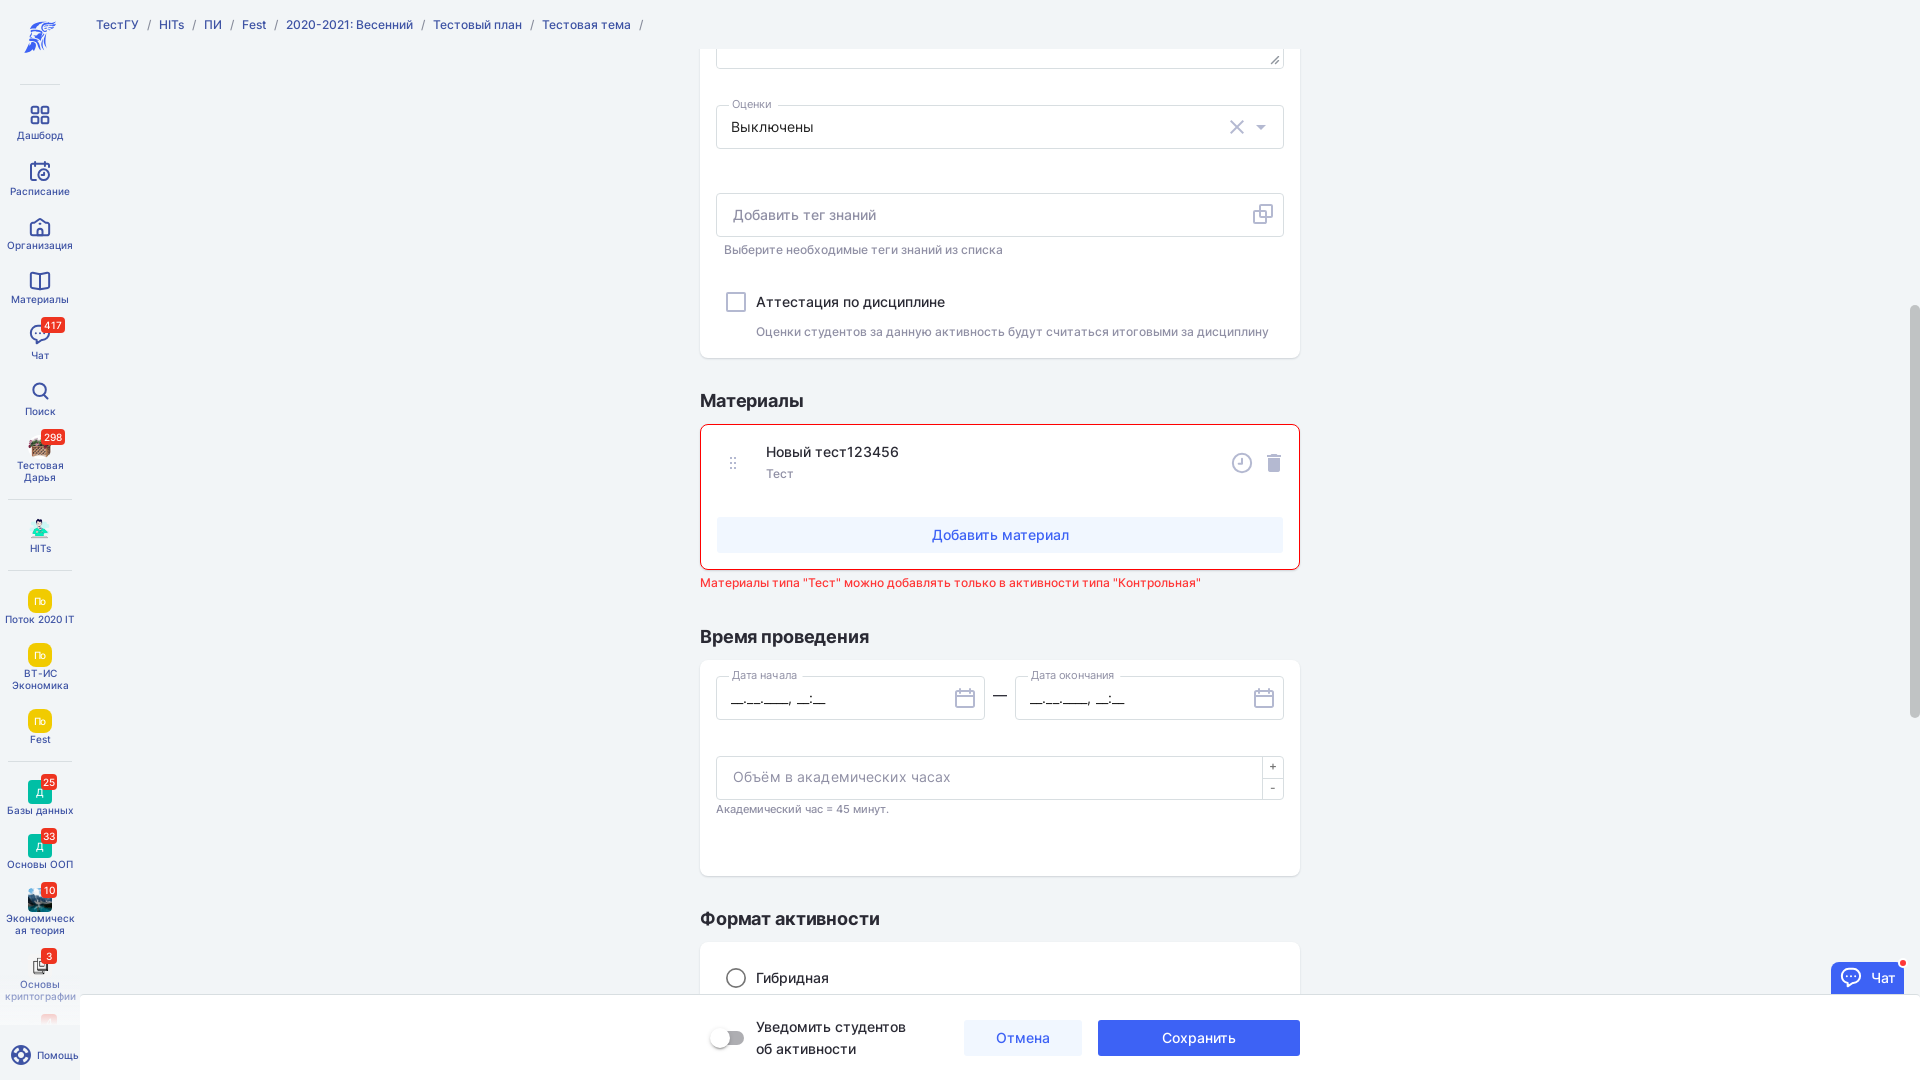 ТестГУ / HITs / ПИ / Fest / 2020-2021: Весенний / Тестовый план / Тестовая тема /
Дашборд
Расписание
Организация
Материалы
417
Чат
Поиск
298
Тестовая
Дарья
HITs
По
Поток 2020 IT
По
ВТ-ИС
Экономика
По
Fest
25
Д
Базы данных
33
Д
Основы ООП
10
Экономическ
ая теория
3
Основы
криптографии
Помощь
Оценки
Выключены
Добавить тег знаний
Выберите необходимые теги знаний из списка
Аттестация по дисциплине
Оценки студентов за данную активность будут считаться итоговыми за дисциплину
Материалы
Новый тест123456
Тест
Добавить материал
Материалы типа "Тест" можно добавлять только в активности типа "Контрольная"
Время проведения
Дата начала
__.__.____, __:__
—
Дата окончания
__.__.____, __:__
Объём в академических часах
+
-
Академический час = 45 минут.
Формат активности
Гибридная
Чат
Уведомить студентов
об активности
Отмена
Сохранить